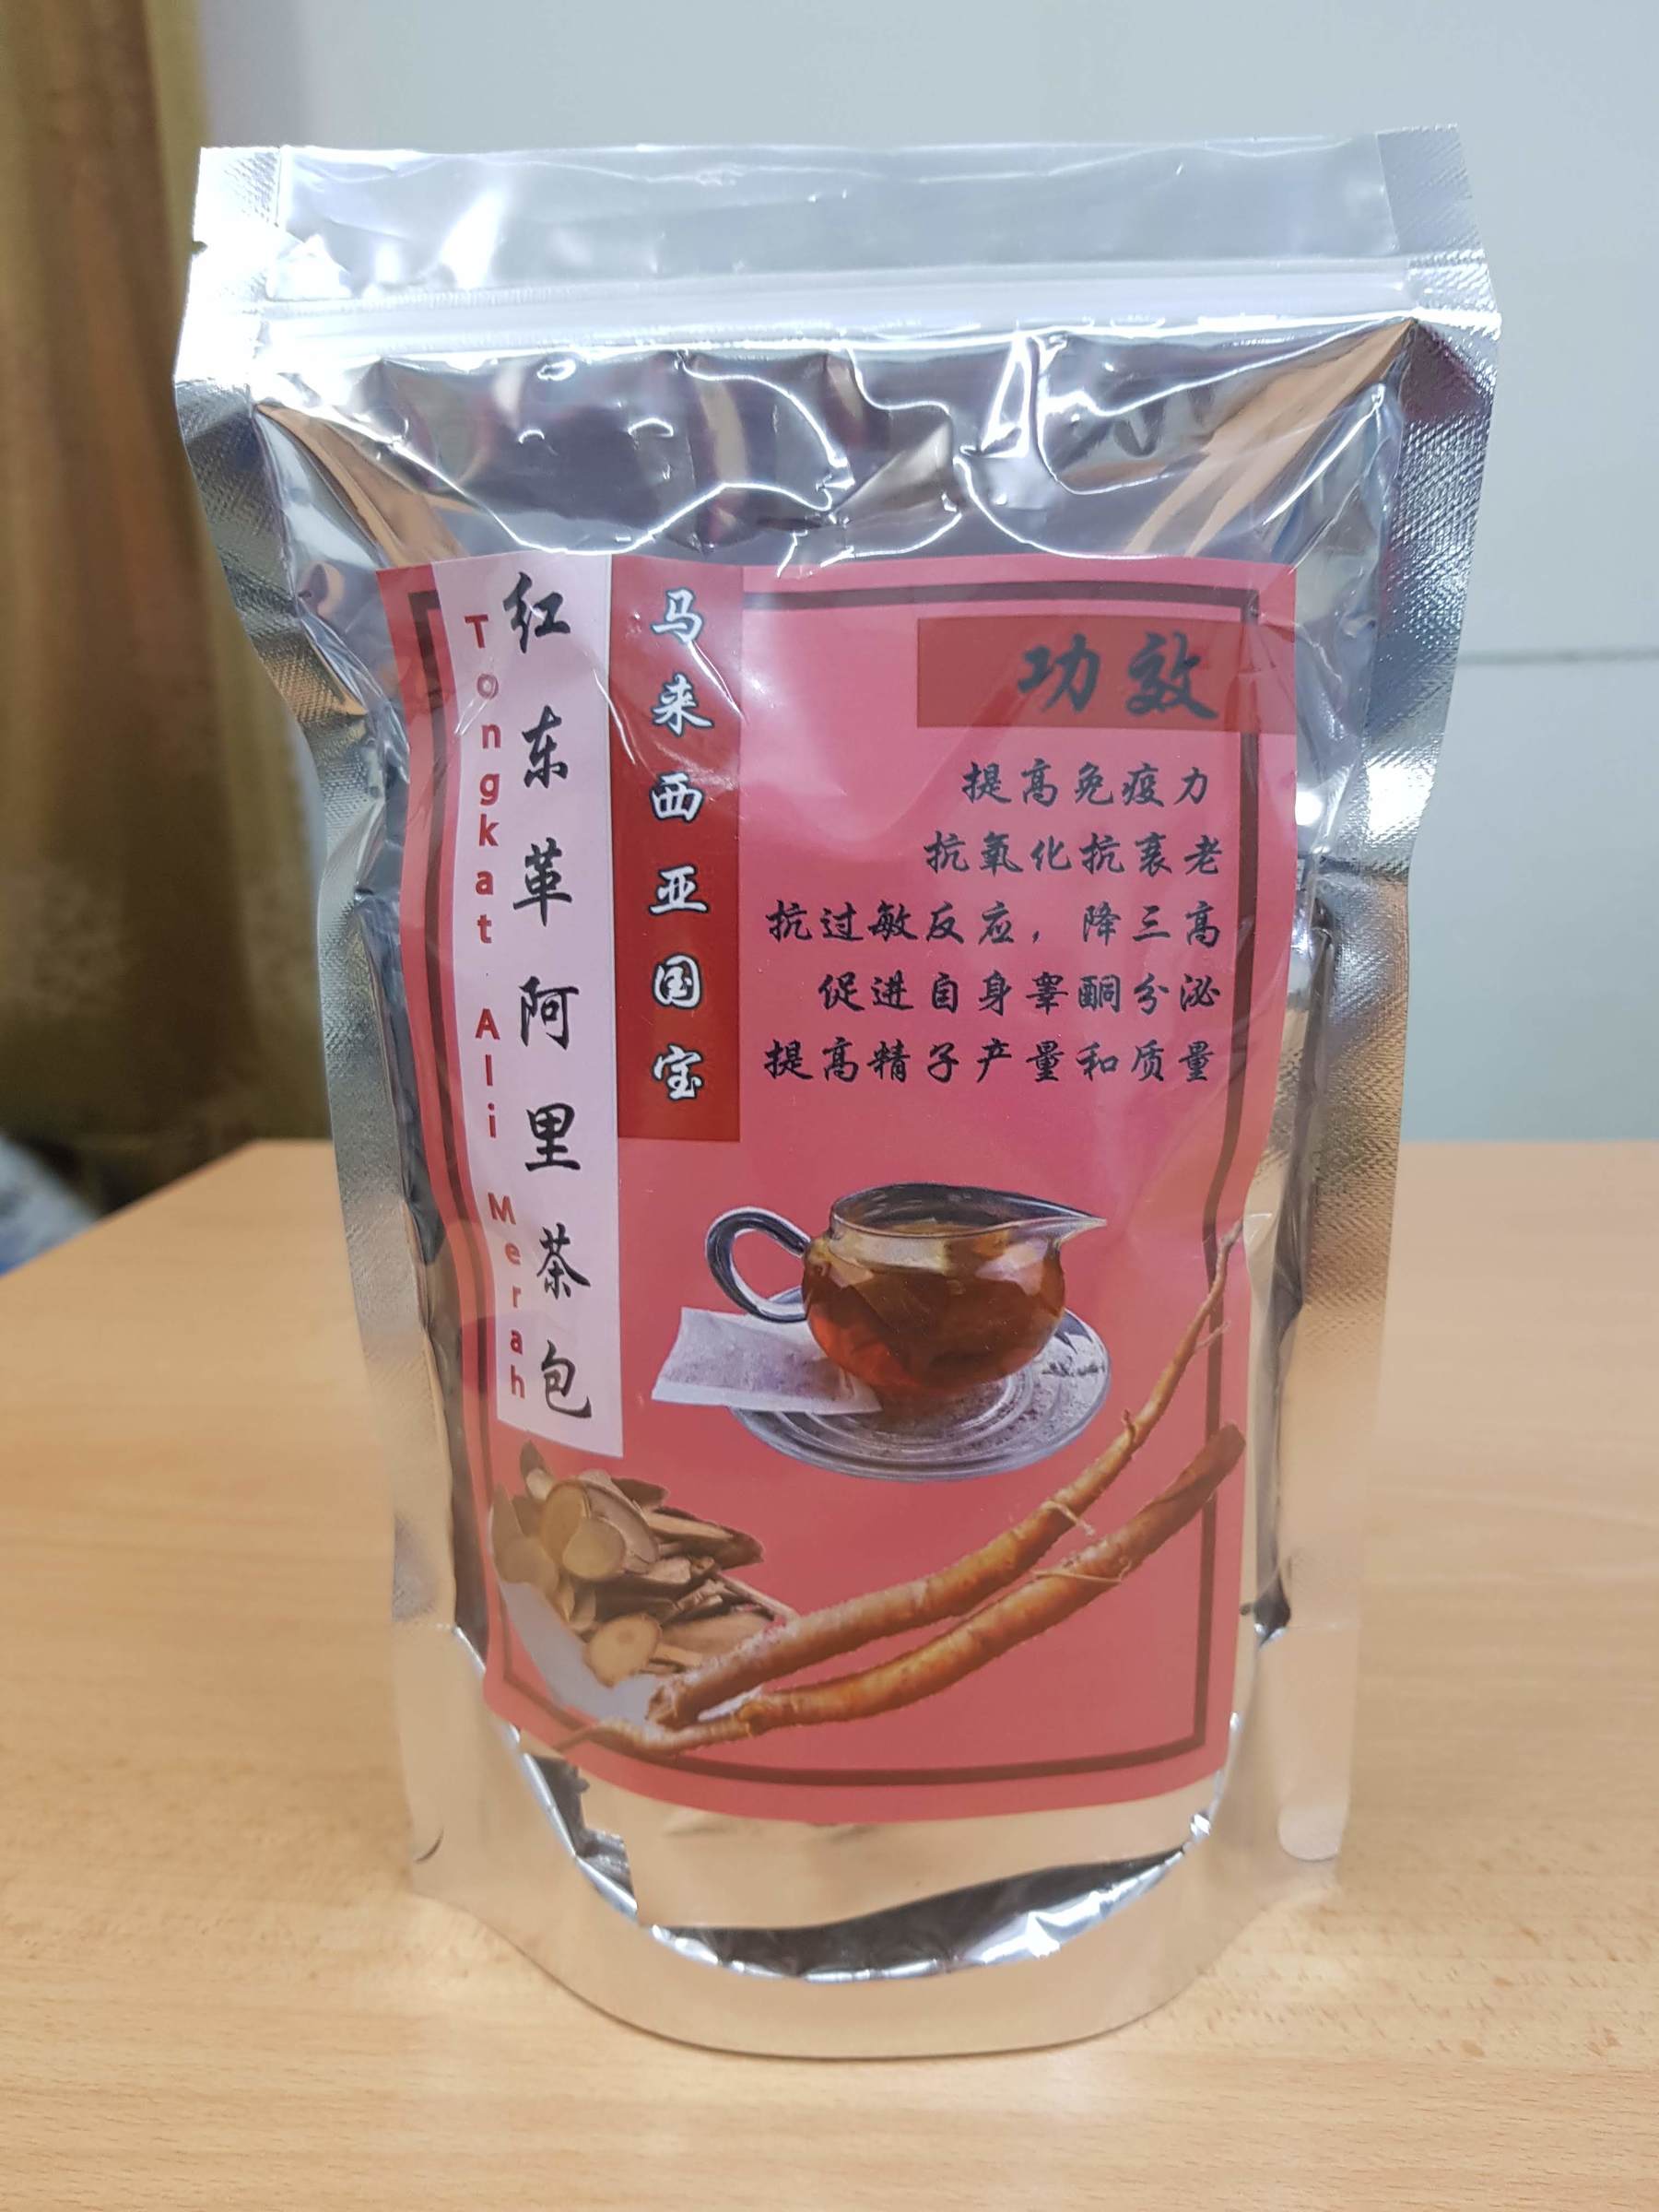 红东革阿里茶包
Tongkat Ali Merah
马来西亚国宝
功效
提高免疫力
抗氧化抗衰老
抗过敏反应，降三高
促进自身睾酮分泌
提高精子产量和质量